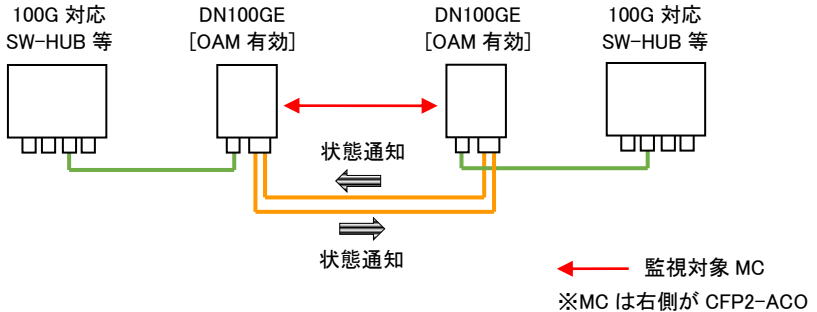 100G 対応
SW-HUB 等
DN100GE
[OAM 有効]
DN100GE
[OAM 有効]
100G 対応
SW-HUB 等
状態通知
状態通知
監視対象 MC
※MC は右側が CFP2-ACO